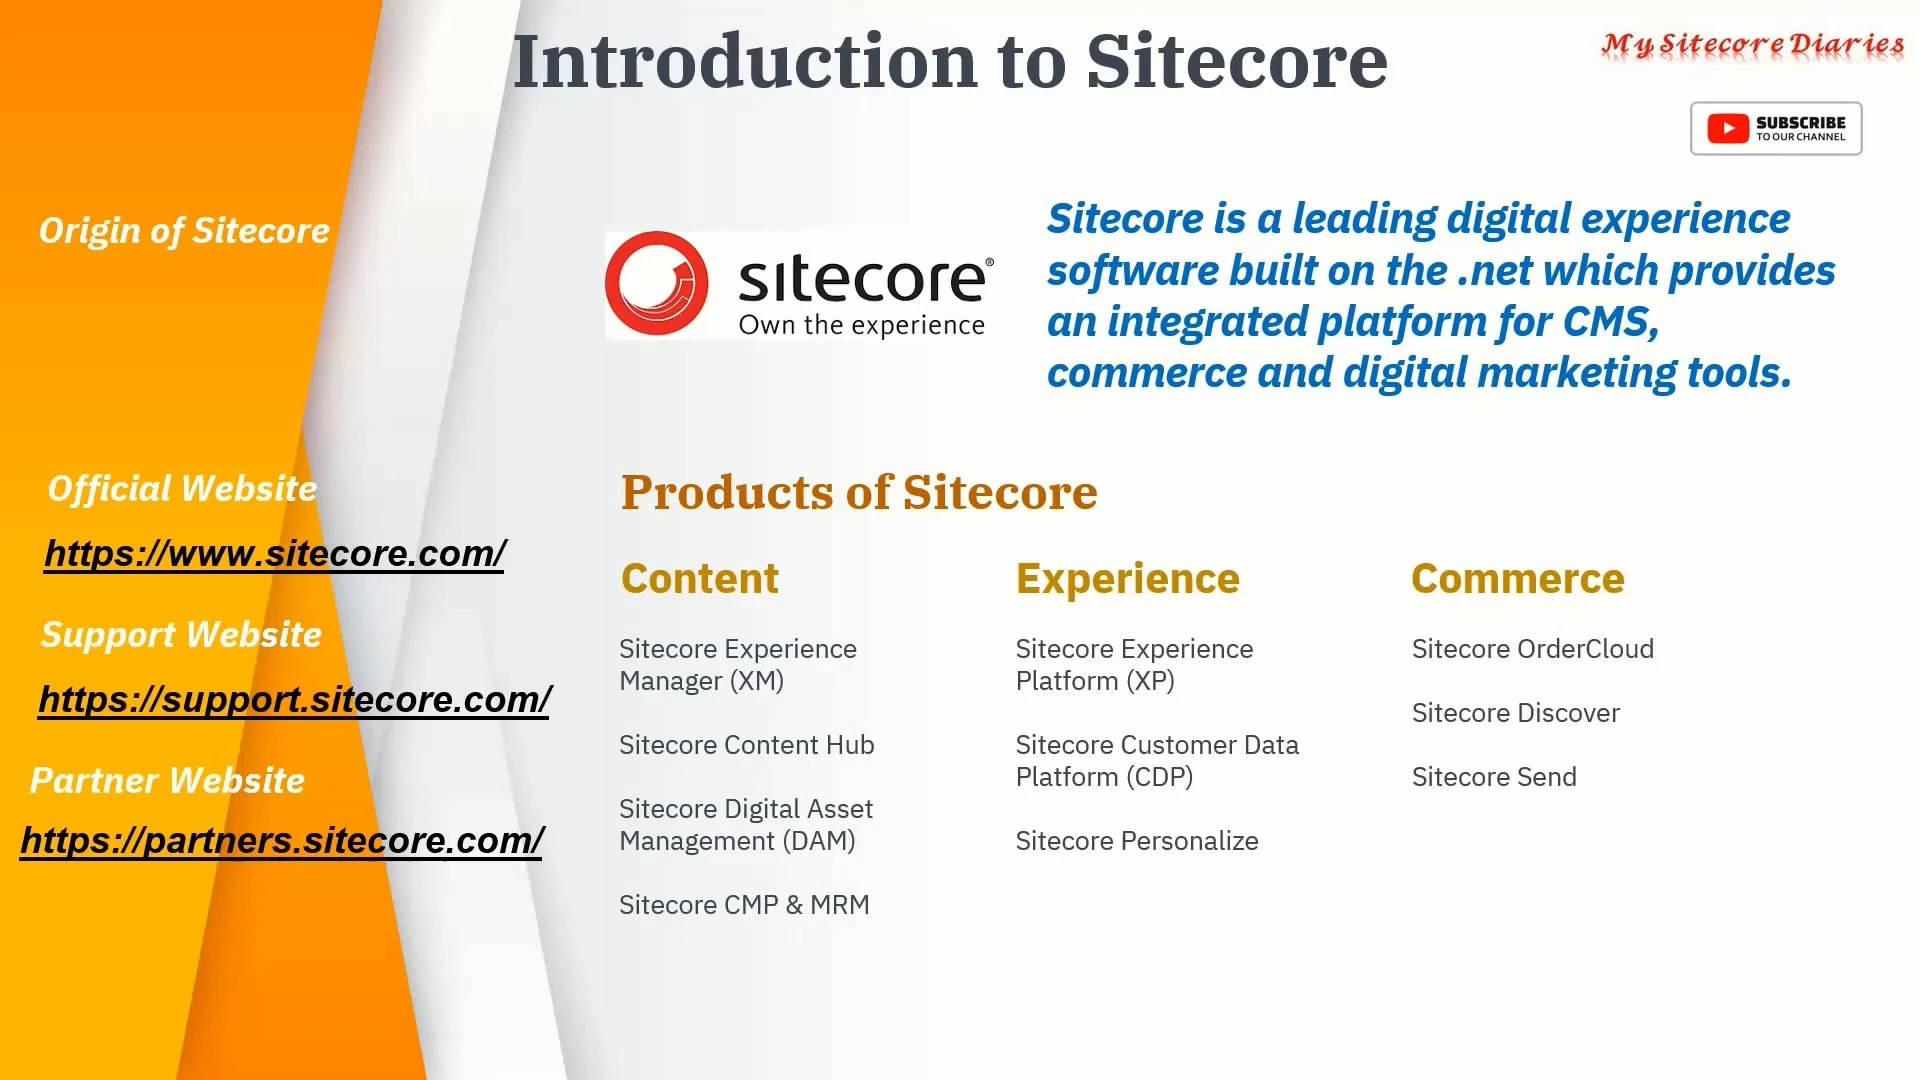 Introduction to Sitecore
My Sitecore Diaries
SUBSCRIBE
TO OUR CHANNEL
Origin of Sitecore
sitecore®
Own the experience
Sitecore is a leading digital experience
software built on the .net which provides
an integrated platform for CMS,
commerce and digital marketing tools.
Official Website
https://www.sitecore.com/
Support Website
https://support.sitecore.com/
Partner Website
https://partners.sitecore.com/
Products of Sitecore
Content
Sitecore Experience
Manager (XM)
Sitecore Content Hub
Sitecore Digital Asset
Management (DAM)
Sitecore CMP & MRM
Experience
Sitecore Experience
Platform (XP)
Sitecore Customer Data
Platform (CDP)
Sitecore Personalize
Commerce
Sitecore OrderCloud
Sitecore Discover
Sitecore Send